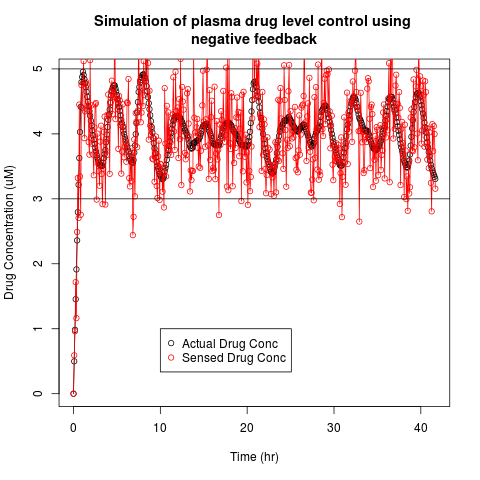 Simulation of plasma drug level control using
negative feedback
Drug Concentration (uM)
5
4
3
2
1
0
Actual Drug Conc
Sensed Drug Conc
0 10 20 30 40
Time (hr)